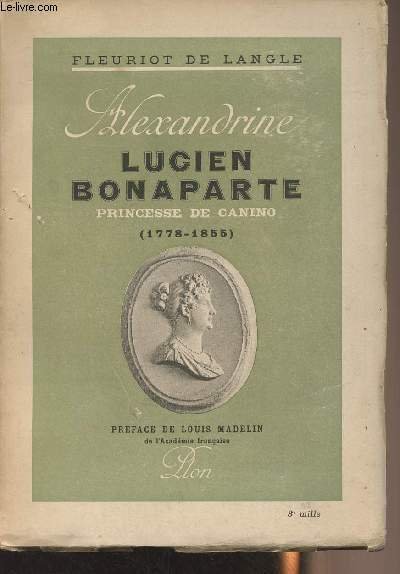 Le-livre.com
FLEURIOT DE LANGLE
Alexandrine
LUCIEN
BONAPARTE
PRINCESSE DE CANINO
(1778-1855)
PREFACE DE LOUIS MADELIN
de l'Académie française
Plon
8e mille